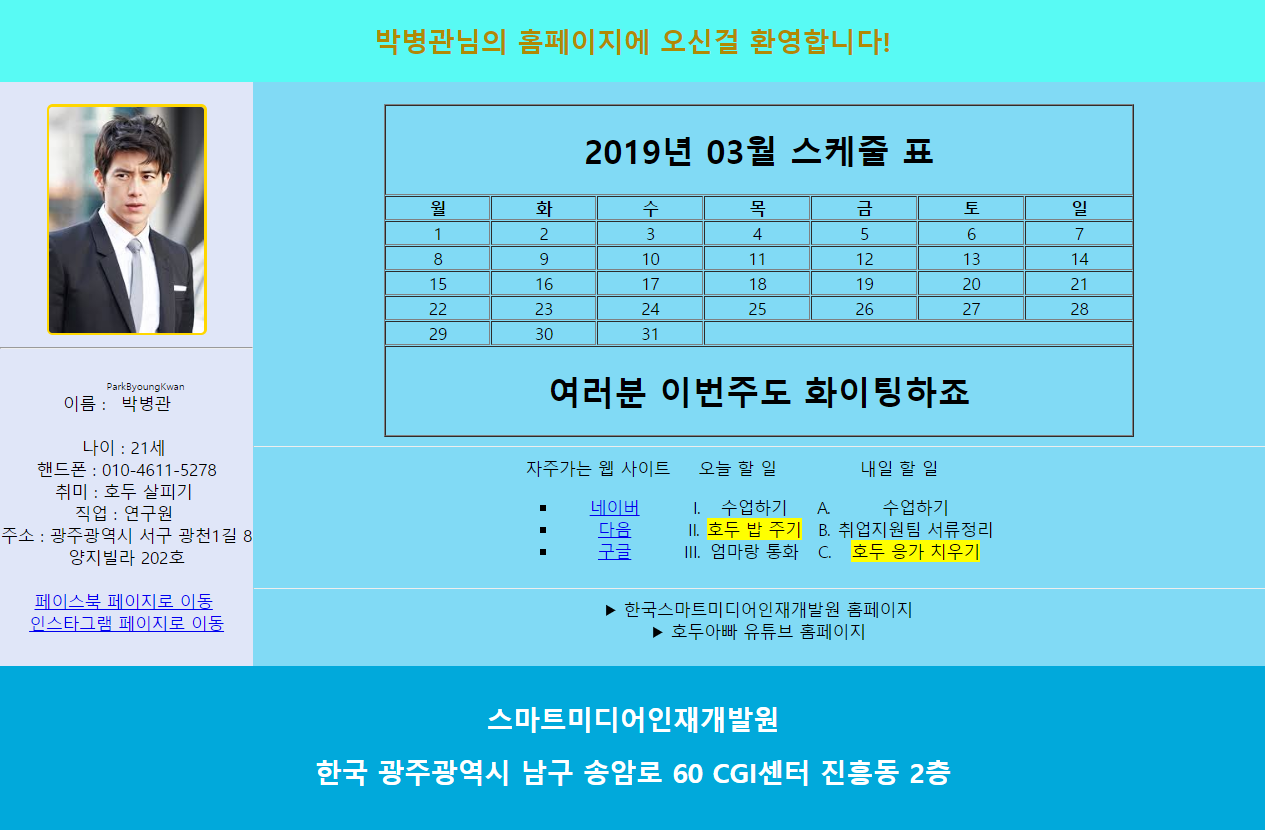 박병관님의 홈페이지에 오신걸 환영합니다!
ParkByoungKwan
이름 : 박병관
나이 : 21세
핸드폰 : 010-4611-5278
취미 : 호두 살피기
직업 : 연구원
주소 : 광주광역시 서구 광천1길 8
양지빌라 202호
페이스북 페이지로 이동
인스타그램 페이지로 이동
2019년 03월 스케줄 표
월 화 수 목 금 토 일
1 2 3 4 5 6 7
8 9 10 11 12 13 14
15 16 17 18 19 20 21
22 23 24 25 26 27 28
29 30 31
여러분 이번주도 화이팅하죠
자주가는 웹 사이트 오늘 할 일 내일 할 일
■ 네이버 I. 수업하기 A. 수업하기
■ 다음 II. 호두 밥 주기 B. 취업지원팀 서류정리
■ 구글 III. 엄마랑 통화 C. 호두 응가 치우기
▶ 한국스마트미디어인재개발원 홈페이지
▶ 호두아빠 유튜브 홈페이지
스마트미디어인재개발원
한국 광주광역시 남구 송암로 60 CGI센터 진흥동 2층